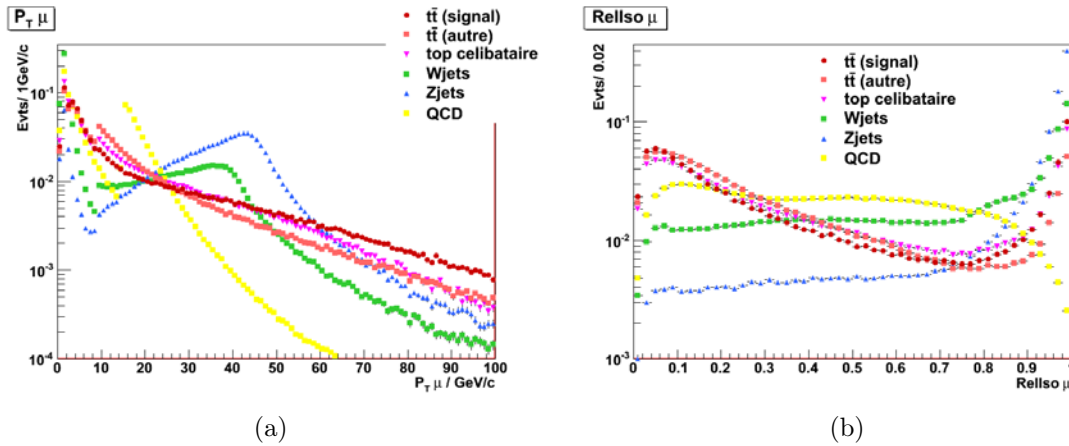 P_T μ
Evts/ 1GeV/c
tt̄ (signal)
tt̄ (autre)
top celibataire
Wjets
Zjets
QCD
10^-1
10^-2
10^-3
10^-4
0 10 20 30 40 50 60 70 80 90 100
P_T μ / GeV/c
(a)
RelIso μ
Evts/ 0.02
tt̄ (signal)
tt̄ (autre)
top celibataire
Wjets
Zjets
QCD
10^-1
10^-2
10^-3
0 0.1 0.2 0.3 0.4 0.5 0.6 0.7 0.8 0.9
RelIso μ
(b)